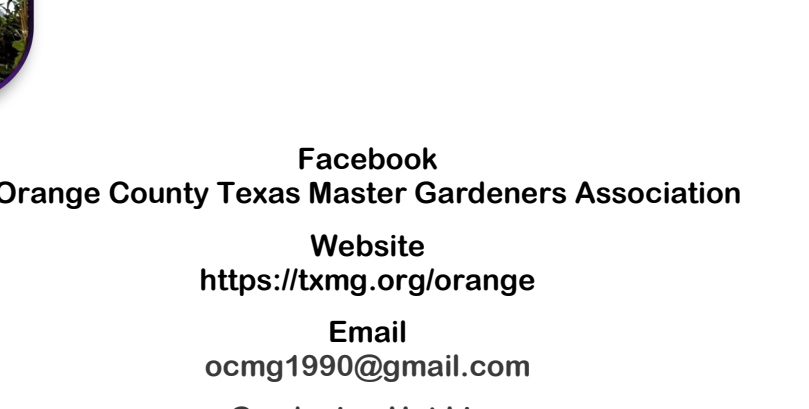 Facebook
Orange County Texas Master Gardeners Association
Website
https://txmg.org/orange
Email
ocmg1990@gmail.com